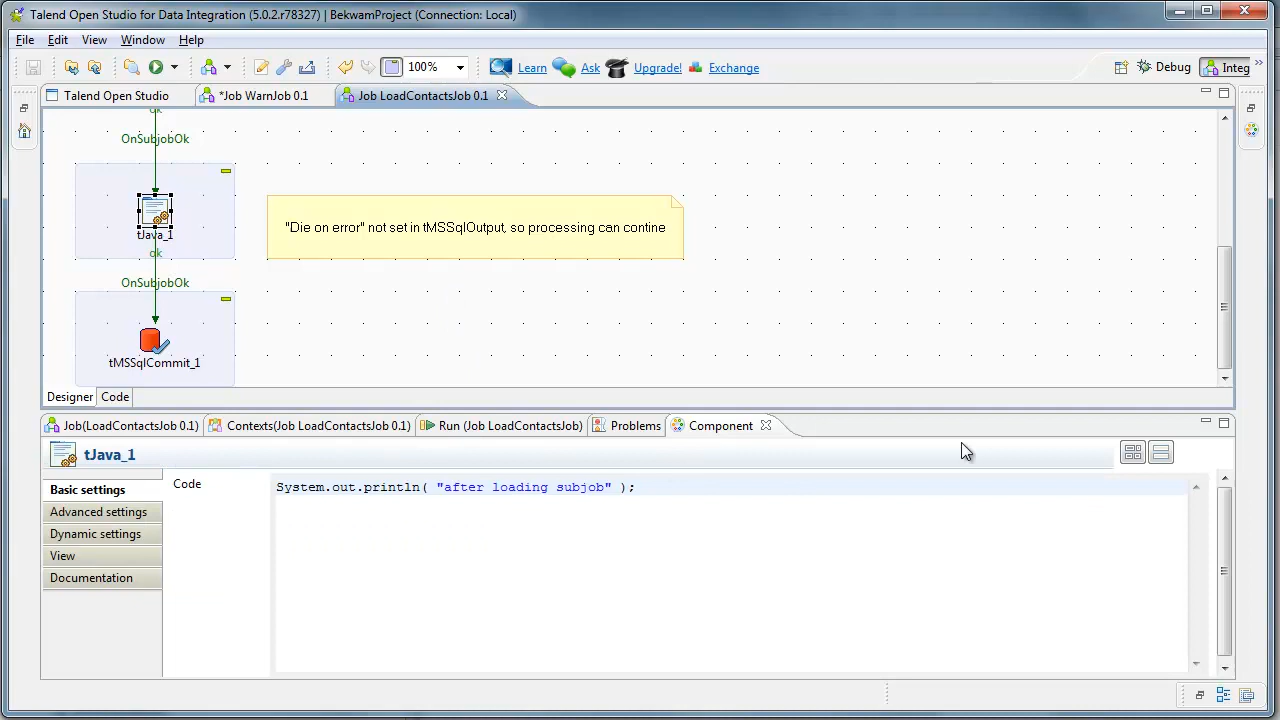 Talend Open Studio for Data Integration (5.0.2.r78327) | BekwamProject (Connection: Local)
File Edit View Window Help
100% Learn Ask Upgrade! Exchange Debug Integ
Talend Open Studio *Job WarnJob 0.1 Job LoadContactsJob 0.1
ok
OnSubjobOk
"Die on error" not set in tMSSqlOutput, so processing can contine
tJava_1
ok
OnSubjobOk
tMSSqlCommit_1
Designer Code
Job(LoadContactsJob 0.1) Contexts(Job LoadContactsJob 0.1) Run (Job LoadContactsJob) Problems Component
tJava_1
Basic settings
Code
System.out.println( "after loading subjob" );
Advanced settings
Dynamic settings
View
Documentation